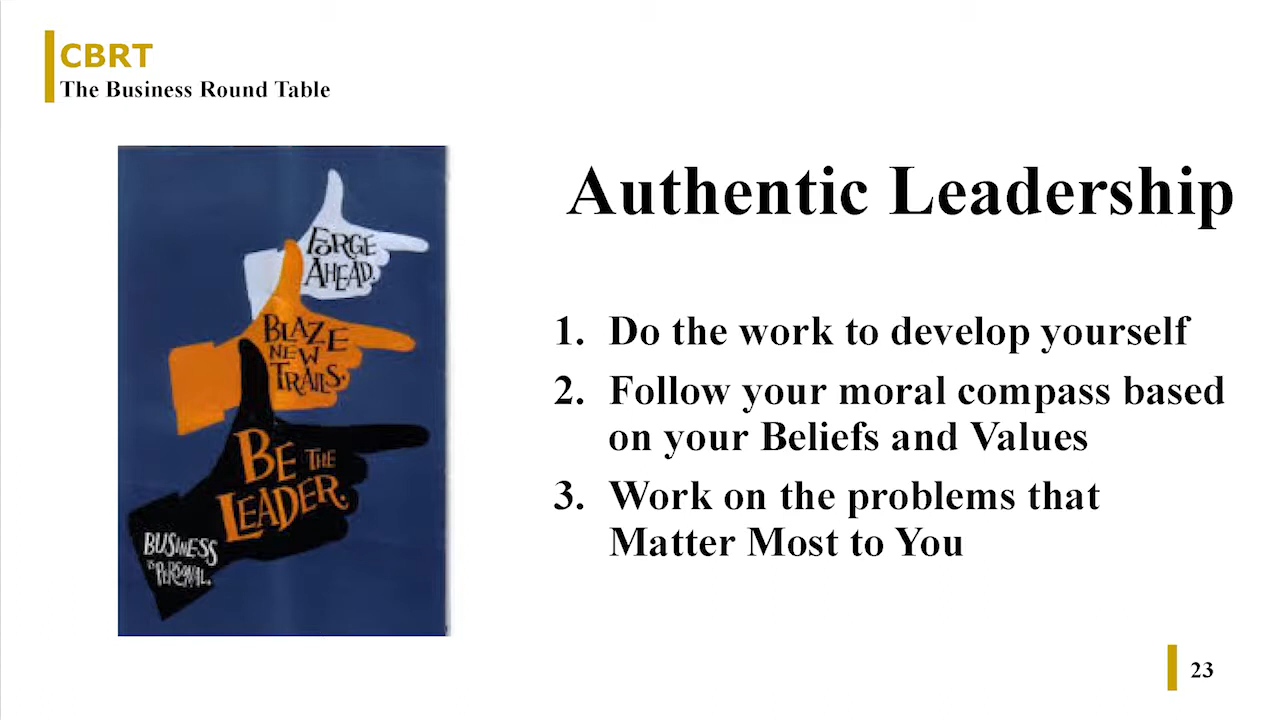 CBRT
The Business Round Table
FORGE
AHEAD.
BLAZE
NEW
TRAILS.
BE THE
LEADER.
BUSINESS
IS PERSONAL.
Authentic Leadership
1. Do the work to develop yourself
2. Follow your moral compass based
on your Beliefs and Values
3. Work on the problems that
Matter Most to You
23